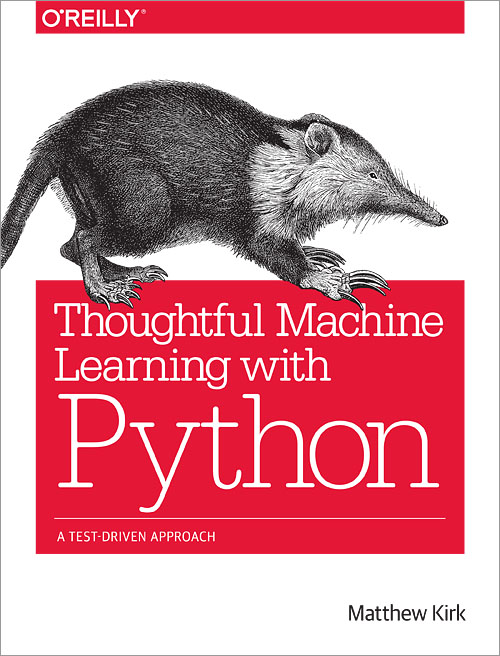 O'REILLY®
Thoughtful Machine
Learning with
Python
A TEST-DRIVEN APPROACH
Matthew Kirk